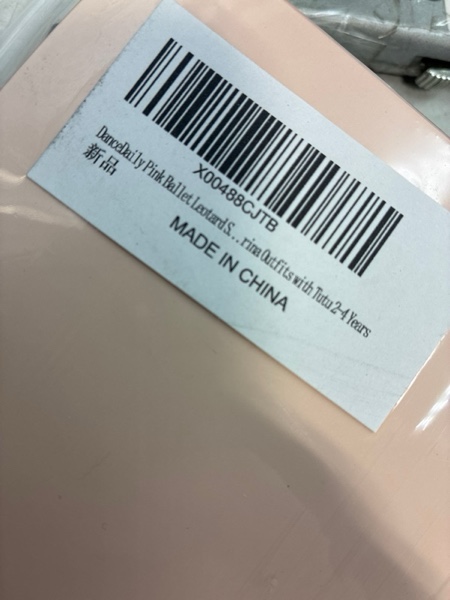 X00488CJTB
DanceDaily Pink Ballet Leotard S...rina Outfits with Tutu 2-4 Years
新品
MADE IN CHINA